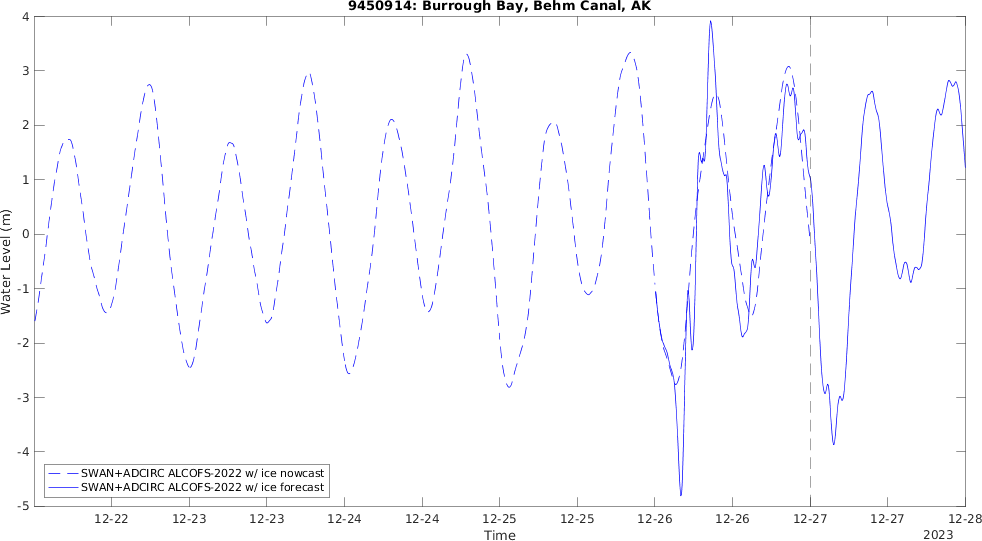 9450914: Burrough Bay, Behm Canal, AK
4
3
2
1
0
-1
-2
-3
-4
-5
Water Level (m)
SWAN+ADCIRC ALCOFS-2022 w/ ice nowcast
SWAN+ADCIRC ALCOFS-2022 w/ ice forecast
12-22 12-23 12-23 12-24 12-24 12-25 12-25 12-26 12-26 12-27 12-27 12-28
Time
2023